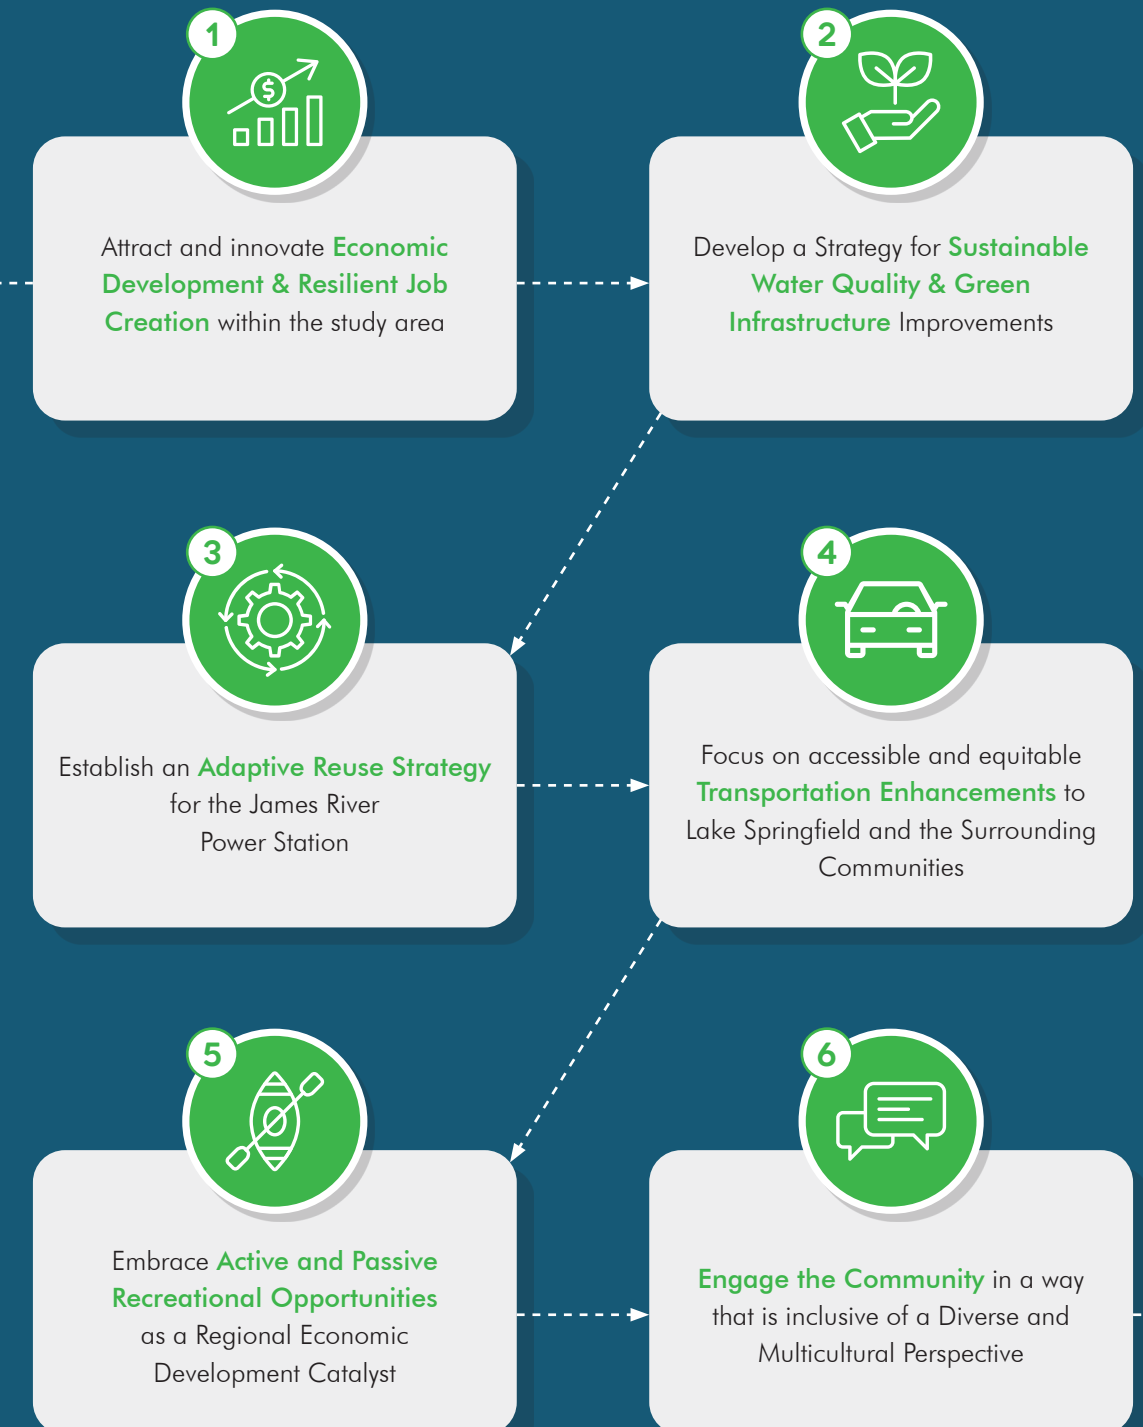 1
$
Attract and innovate Economic
Development & Resilient Job
Creation within the study area
2
Develop a Strategy for Sustainable
Water Quality & Green
Infrastructure Improvements
3
Establish an Adaptive Reuse Strategy
for the James River
Power Station
4
Focus on accessible and equitable
Transportation Enhancements to
Lake Springfield and the Surrounding
Communities
5
Embrace Active and Passive
Recreational Opportunities
as a Regional Economic
Development Catalyst
6
Engage the Community in a way
that is inclusive of a Diverse and
Multicultural Perspective